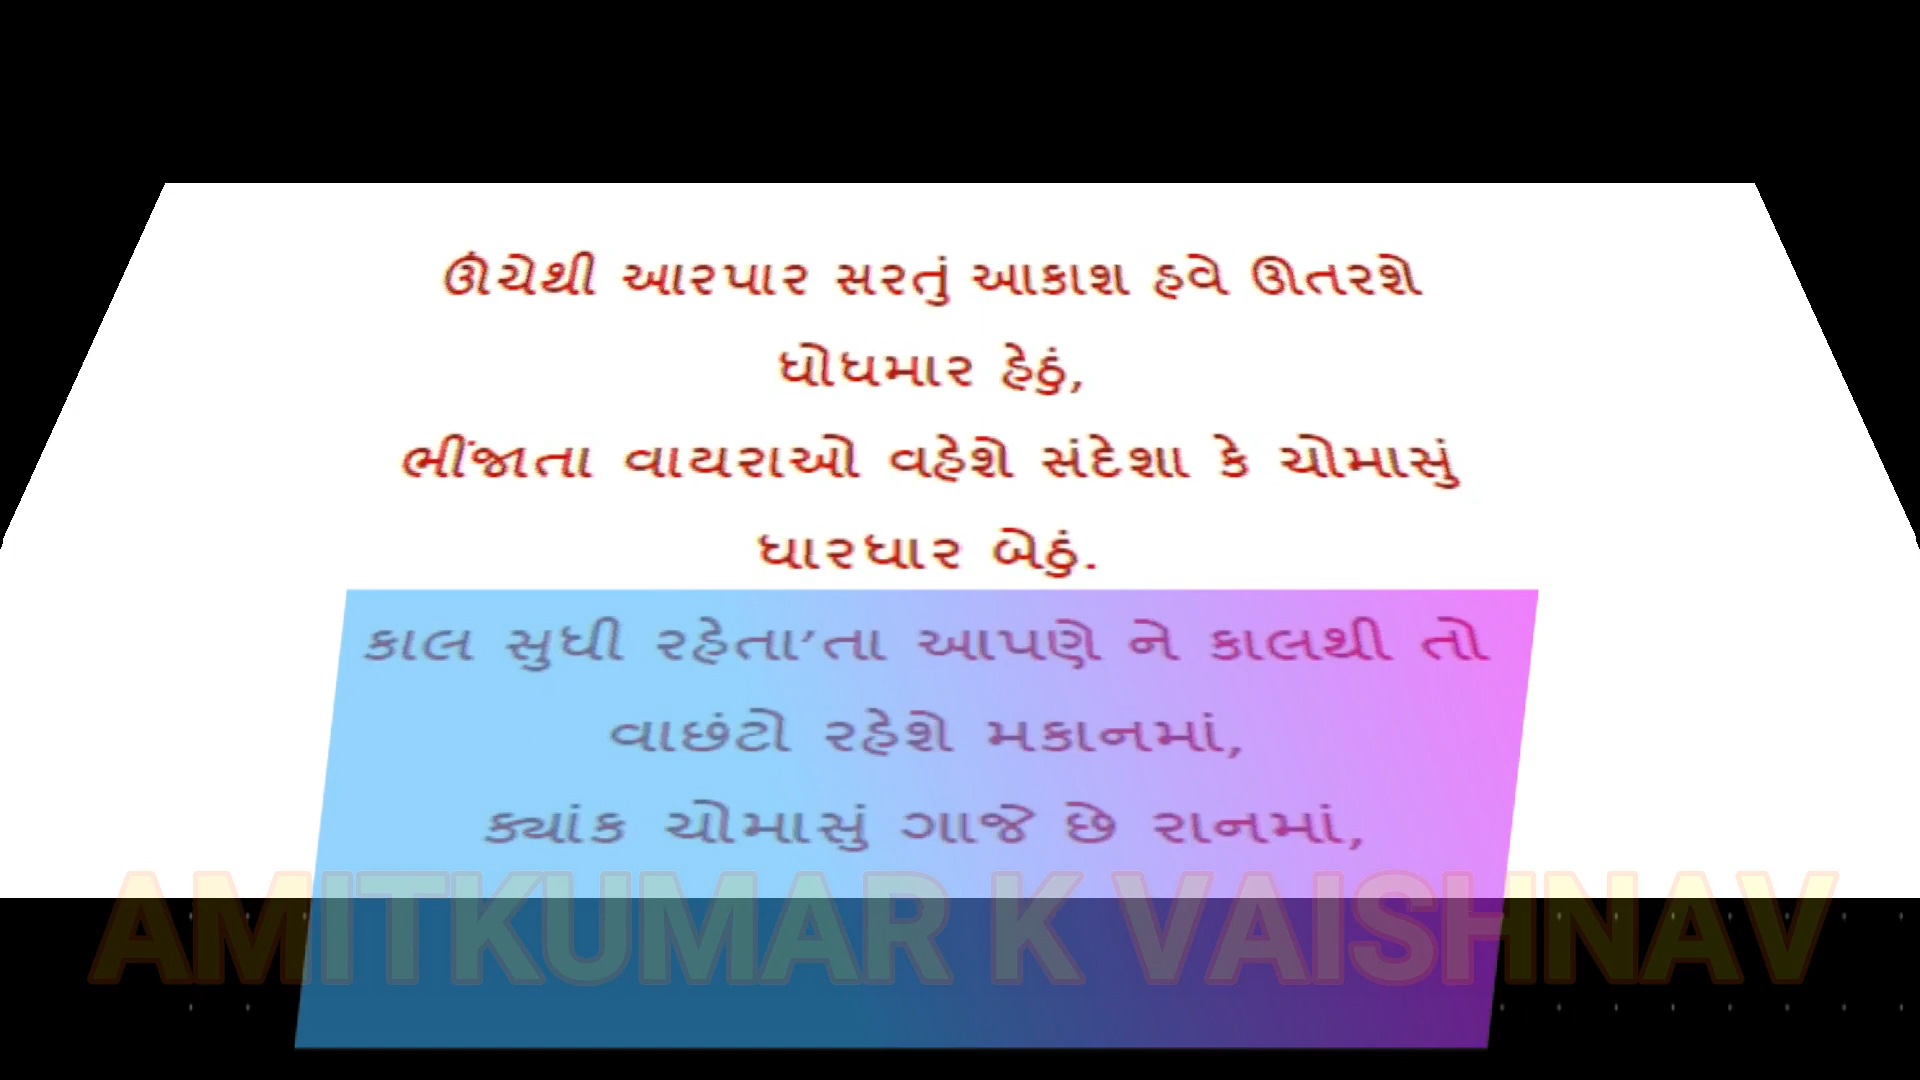 ઊંચેથી આરપાર સરતું આકાશ હવે ઊતરશે
ધોધમાર હેઠું,
ભીંજાતા વાયરાઓ વહેશે સંદેશા કે ચોમાસું
ધારધાર બેઠું.
કાલ સુધી રહેતા’તા આપણે ને કાલથી તો
વાછંટો રહેશે મકાનમાં,
ક્યાંક ચોમાસું ગાજે છે રાનમાં,
AMITKUMAR K VAISHNAV